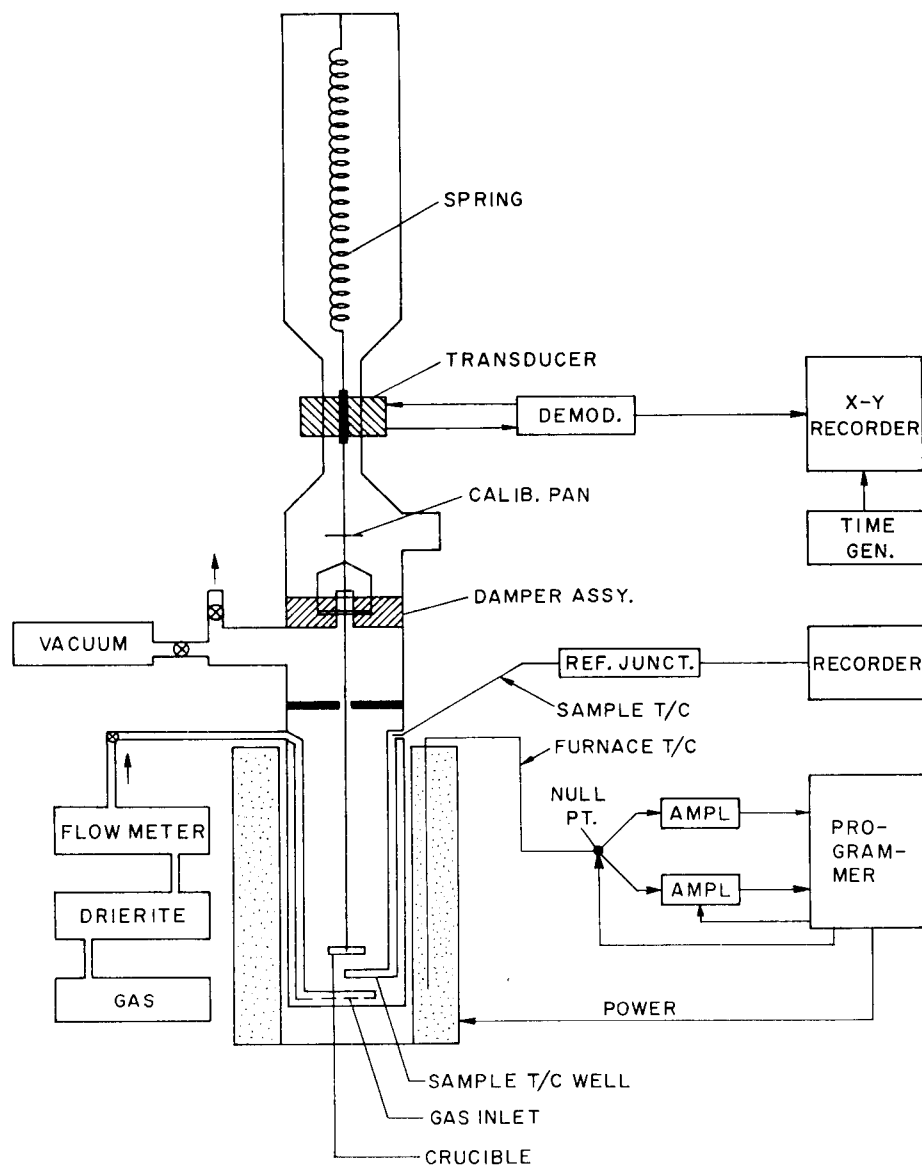 SPRING
TRANSDUCER
DEMOD.
X-Y
RECORDER
CALIB. PAN
TIME
GEN.
DAMPER ASSY.
VACUUM
REF. JUNCT.
RECORDER
SAMPLE T/C
FURNACE T/C
NULL
PT.
AMPL
FLOW METER
PRO-
GRAM-
MER
AMPL
DRIERITE
GAS
POWER
SAMPLE T/C WELL
GAS INLET
CRUCIBLE